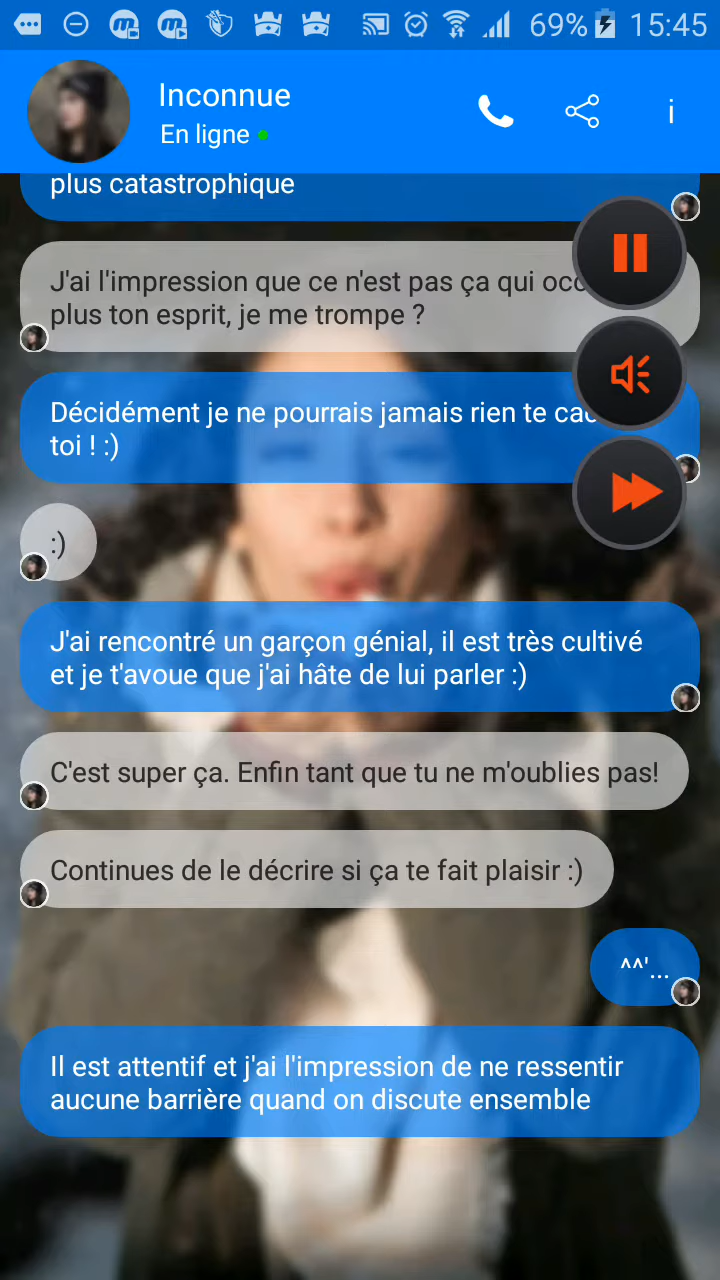 69% 15:45
Inconnue
En ligne
i
plus catastrophique
J'ai l'impression que ce n'est pas ça qui
plus ton esprit, je me trompe ?
Décidément je ne pourrais jamais rien te
toi ! :)
:)
J'ai rencontré un garçon génial, il est très cultivé
et je t'avoue que j'ai hâte de lui parler :)
C'est super ça. Enfin tant que tu ne m'oublies pas!
Continues de le décrire si ça te fait plaisir :)
^^'...
Il est attentif et j'ai l'impression de ne ressentir
aucune barrière quand on discute ensemble